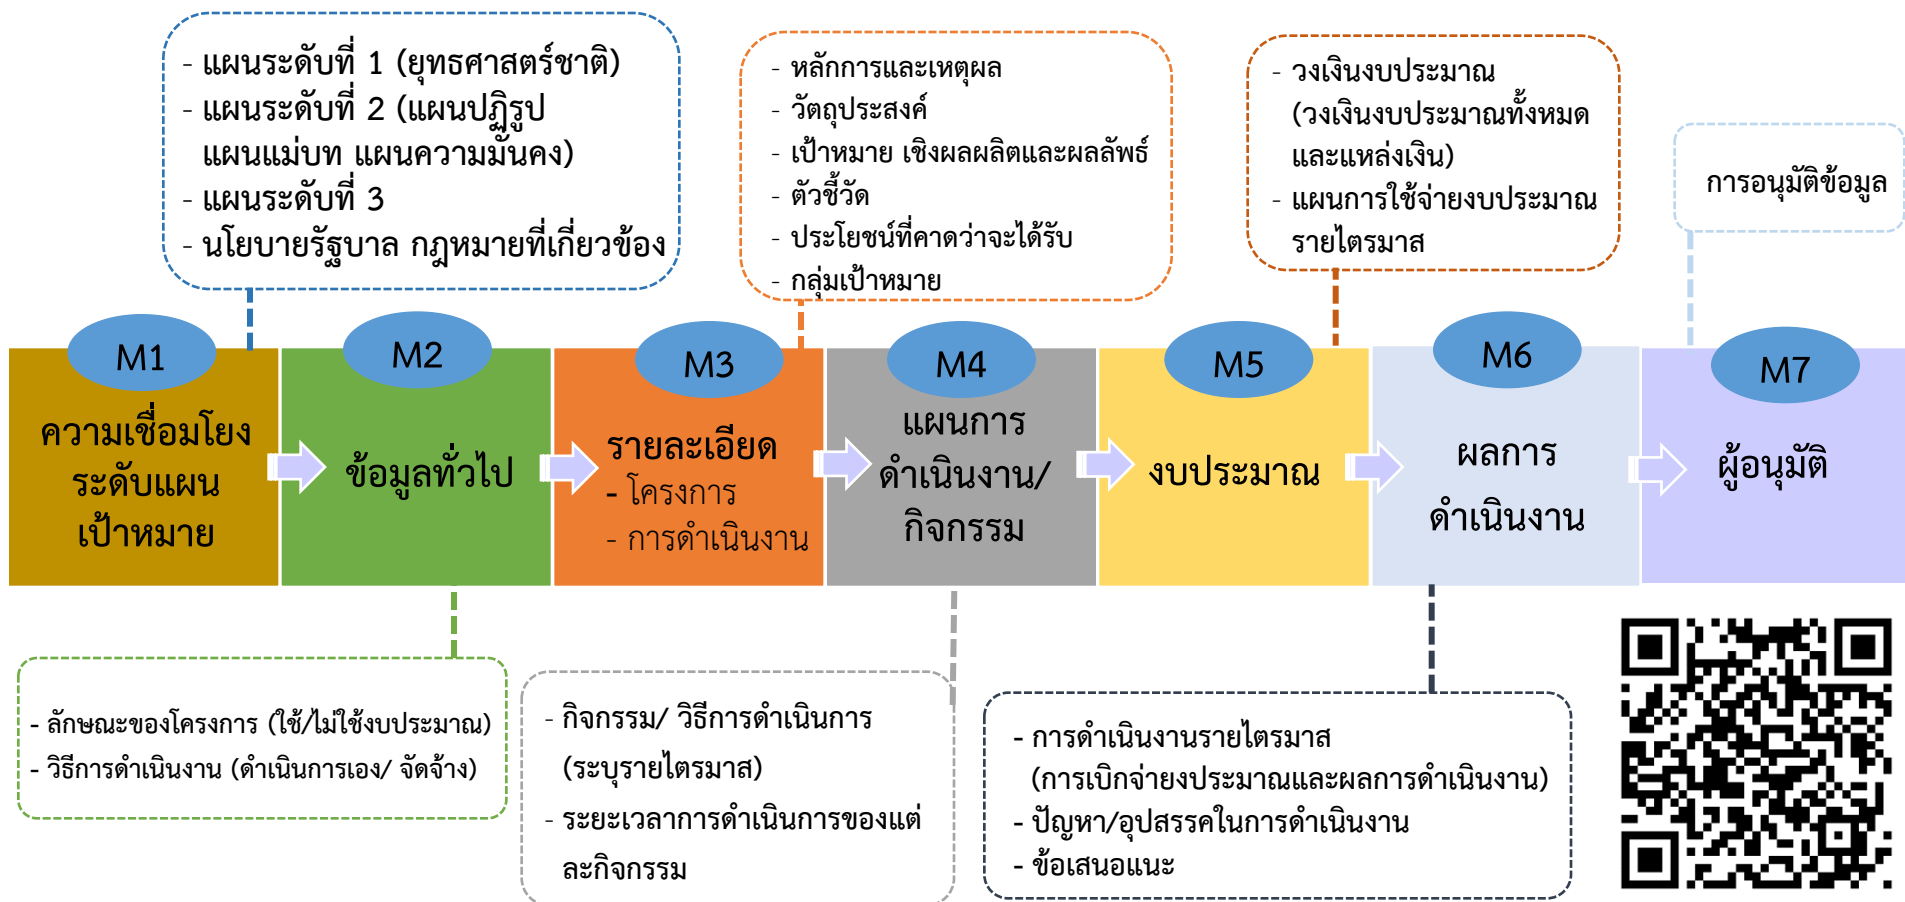 - แผนระดับที่ 1 (ยุทธศาสตร์ชาติ)
- แผนระดับที่ 2 (แผนปฏิรูป
แผนแม่บท แผนความมั่นคง)
- แผนระดับที่ 3
- นโยบายรัฐบาล กฎหมายที่เกี่ยวข้อง
- หลักการและเหตุผล
- วัตถุประสงค์
- เป้าหมาย เชิงผลผลิตและผลลัพธ์
- ตัวชี้วัด
- ประโยชน์ที่คาดว่าจะได้รับ
- กลุ่มเป้าหมาย
- วงเงินงบประมาณ
(วงเงินงบประมาณทั้งหมด
และแหล่งเงิน)
- แผนการใช้จ่ายงบประมาณ
รายไตรมาส
การอนุมัติข้อมูล
M1
ความเชื่อมโยง
ระดับแผน
เป้าหมาย
M2
ข้อมูลทั่วไป
M3
รายละเอียด
- โครงการ
- การดำเนินงาน
M4
แผนการ
ดำเนินงาน/
กิจกรรม
M5
งบประมาณ
M6
ผลการ
ดำเนินงาน
M7
ผู้อนุมัติ
- ลักษณะของโครงการ (ใช้/ไม่ใช้งบประมาณ)
- วิธีการดำเนินงาน (ดำเนินการเอง/ จัดจ้าง)
- กิจกรรม/ วิธีการดำเนินการ
(ระบุรายไตรมาส)
- ระยะเวลาการดำเนินการของแต่
ละกิจกรรม
- การดำเนินงานรายไตรมาส
(การเบิกจ่ายงประมาณและผลการดำเนินงาน)
- ปัญหา/อุปสรรคในการดำเนินงาน
- ข้อเสนอแนะ